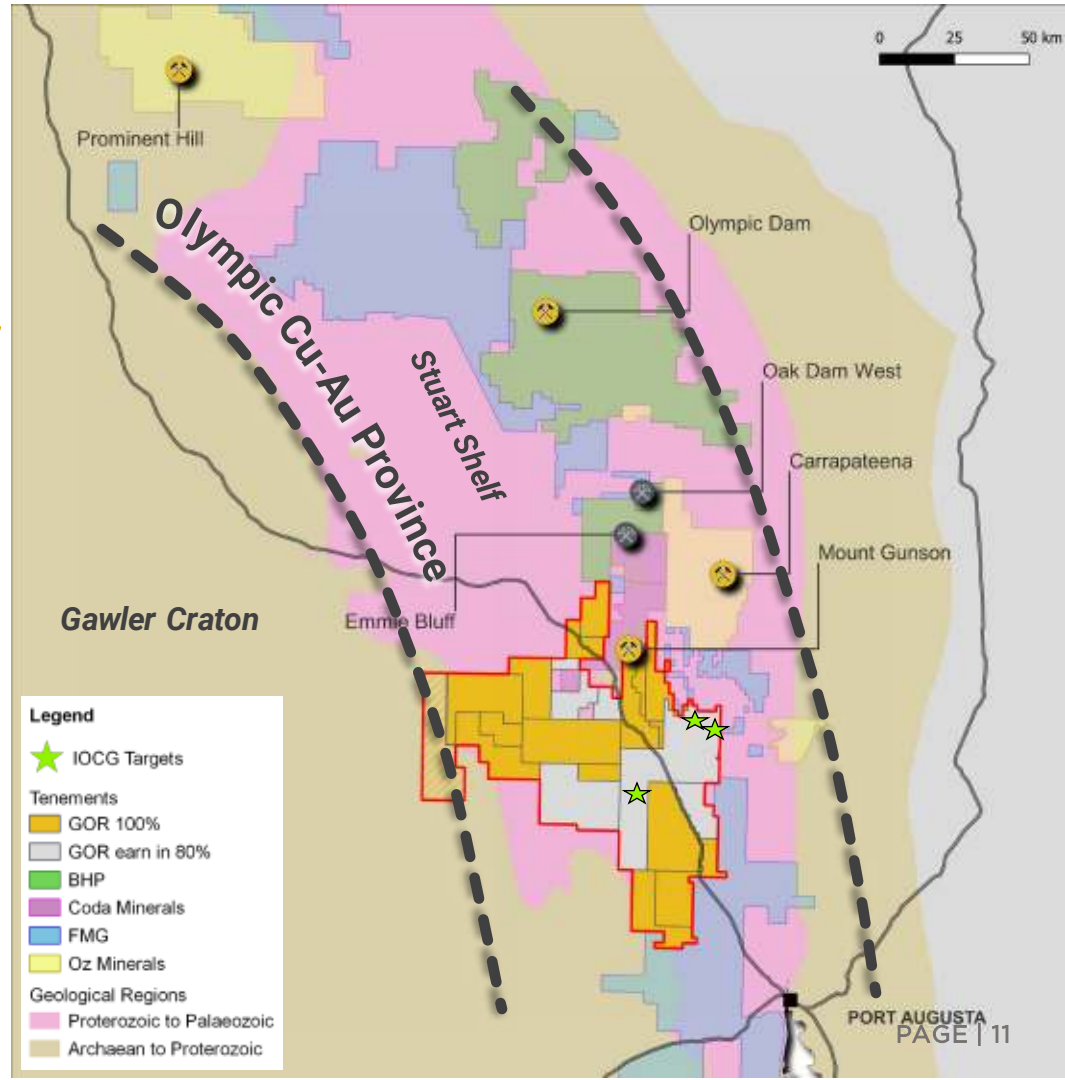 0 25 50 km
Prominent Hill
Olympic Cu-Au Province
Olympic Dam
Stuart Shelf
Oak Dam West
Carrapateena
Mount Gunson
Gawler Craton
Emmie Bluff
Legend
IOCG Targets
Tenements
GOR 100%
GOR earn in 80%
BHP
Coda Minerals
FMG
Oz Minerals
Geological Regions
Proterozoic to Palaeozoic
Archaean to Proterozoic
PORT AUGUSTA
PAGE | 11